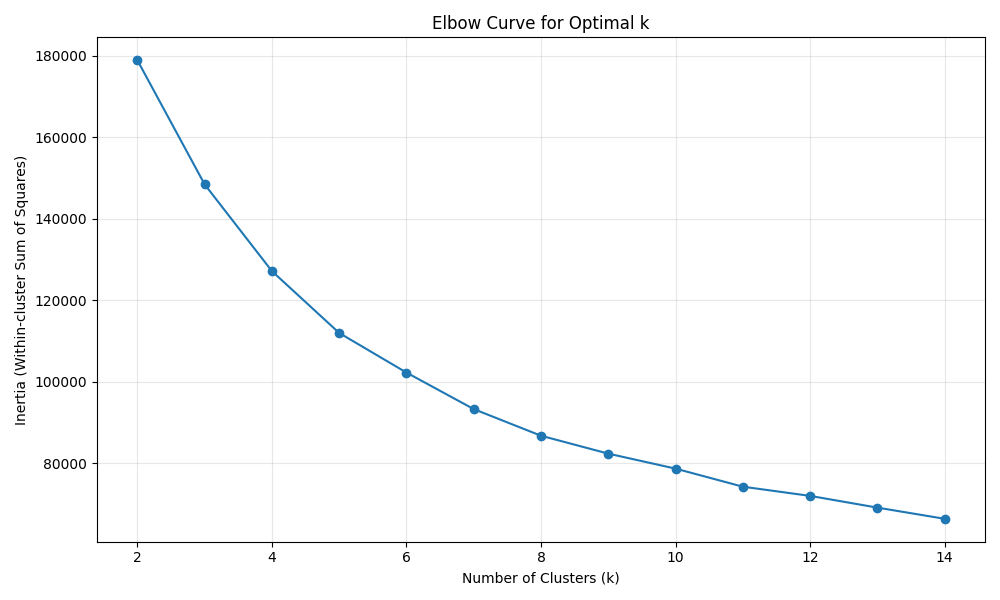 Elbow Curve for Optimal k
Inertia (Within-cluster Sum of Squares)
180000
160000
140000
120000
100000
80000
2 4 6 8 10 12 14
Number of Clusters (k)